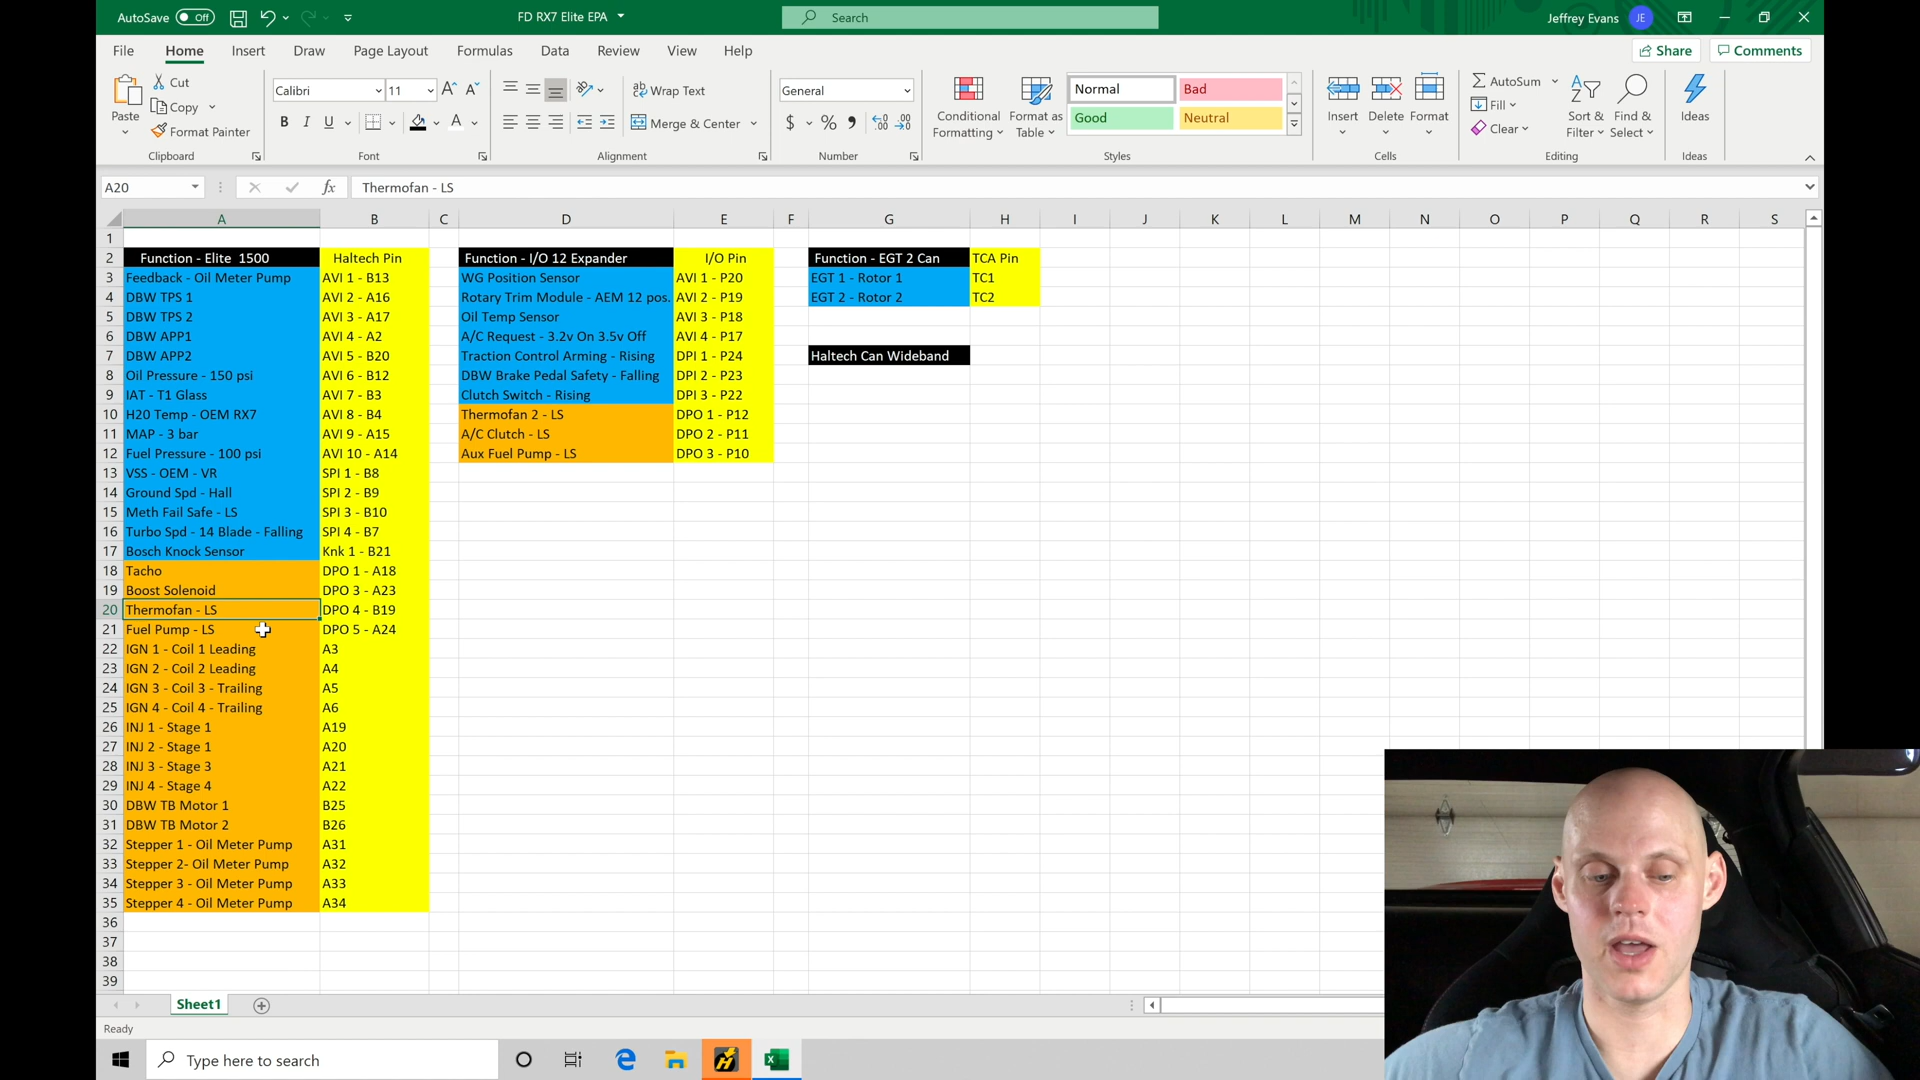 AutoSave Off FD RX7 Elite EPA Search Jeffrey Evans JE
File Home Insert Draw Page Layout Formulas Data Review View Help Share Comments
Paste Cut Copy Format Painter Clipboard
Calibri 11 A A B I U A Font
ab Wrap Text Merge & Center Alignment
General $ % Number
Conditional Formatting Format as Table Normal Bad Good Neutral Styles
Insert Delete Format Cells
AutoSum Fill Clear Sort & Filter Find & Select Editing
Ideas Ideas
A20 fx Thermofan - LS
A B C D E F G H I J K L M N O P Q R S
1
2 Function - Elite 1500 Haltech Pin Function - I/O 12 Expander I/O Pin Function - EGT 2 Can TCA Pin
3 Feedback - Oil Meter Pump AVI 1 - B13 WG Position Sensor AVI 1 - P20 EGT 1 - Rotor 1 TC1
4 DBW TPS 1 AVI 2 - A16 Rotary Trim Module - AEM 12 pos. AVI 2 - P19 EGT 2 - Rotor 2 TC2
5 DBW TPS 2 AVI 3 - A17 Oil Temp Sensor AVI 3 - P18
6 DBW APP1 AVI 4 - A2 A/C Request - 3.2v On 3.5v Off AVI 4 - P17
7 DBW APP2 AVI 5 - B20 Traction Control Arming - Rising DPI 1 - P24 Haltech Can Wideband
8 Oil Pressure - 150 psi AVI 6 - B12 DBW Brake Pedal Safety - Falling DPI 2 - P23
9 IAT - T1 Glass AVI 7 - B3 Clutch Switch - Rising DPI 3 - P22
10 H20 Temp - OEM RX7 AVI 8 - B4 Thermofan 2 - LS DPO 1 - P12
11 MAP - 3 bar AVI 9 - A15 A/C Clutch - LS DPO 2 - P11
12 Fuel Pressure - 100 psi AVI 10 - A14 Aux Fuel Pump - LS DPO 3 - P10
13 VSS - OEM - VR SPI 1 - B8
14 Ground Spd - Hall SPI 2 - B9
15 Meth Fail Safe - LS SPI 3 - B10
16 Turbo Spd - 14 Blade - Falling SPI 4 - B7
17 Bosch Knock Sensor Knk 1 - B21
18 Tacho DPO 1 - A18
19 Boost Solenoid DPO 3 - A23
20 Thermofan - LS DPO 4 - B19
21 Fuel Pump - LS DPO 5 - A24
22 IGN 1 - Coil 1 Leading A3
23 IGN 2 - Coil 2 Leading A4
24 IGN 3 - Coil 3 - Trailing A5
25 IGN 4 - Coil 4 - Trailing A6
26 INJ 1 - Stage 1 A19
27 INJ 2 - Stage 1 A20
28 INJ 3 - Stage 3 A21
29 INJ 4 - Stage 4 A22
30 DBW TB Motor 1 B25
31 DBW TB Motor 2 B26
32 Stepper 1 - Oil Meter Pump A31
33 Stepper 2- Oil Meter Pump A32
34 Stepper 3 - Oil Meter Pump A33
35 Stepper 4 - Oil Meter Pump A34
36
37
38
39
Sheet1
Ready
Type here to search